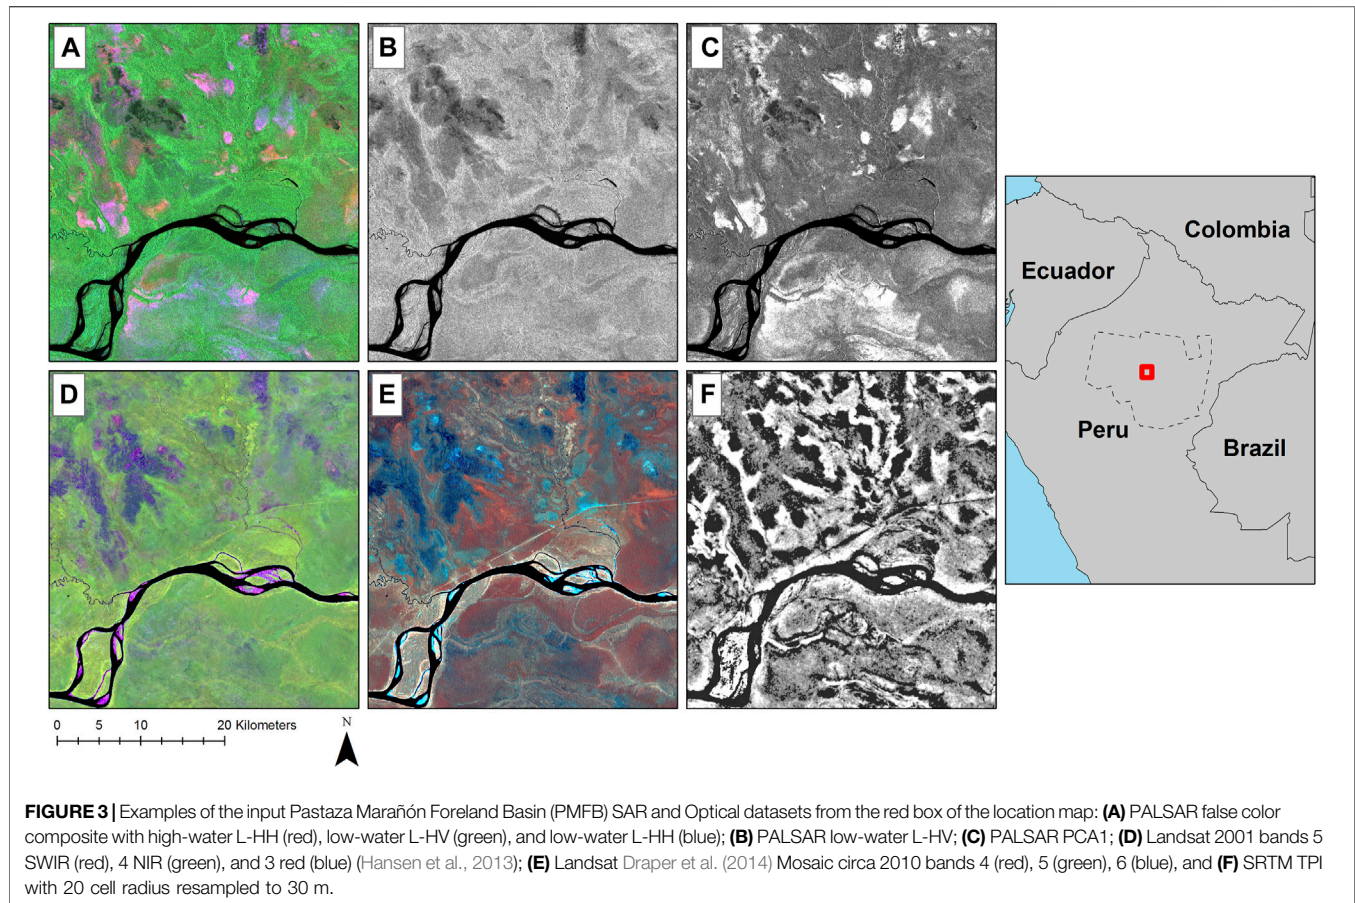 A
B
C
D
E
F
Colombia
Ecuador
Peru
Brazil
0 5 10 20 Kilometers
N
FIGURE 3 | Examples of the input Pastaza Marañón Foreland Basin (PMFB) SAR and Optical datasets from the red box of the location map: (A) PALSAR false color
composite with high-water L-HH (red), low-water L-HV (green), and low-water L-HH (blue); (B) PALSAR low-water L-HV; (C) PALSAR PCA1; (D) Landsat 2001 bands 5
SWIR (red), 4 NIR (green), and 3 red (blue) (Hansen et al., 2013); (E) Landsat Draper et al. (2014) Mosaic circa 2010 bands 4 (red), 5 (green), 6 (blue), and (F) SRTM TPI
with 20 cell radius resampled to 30 m.